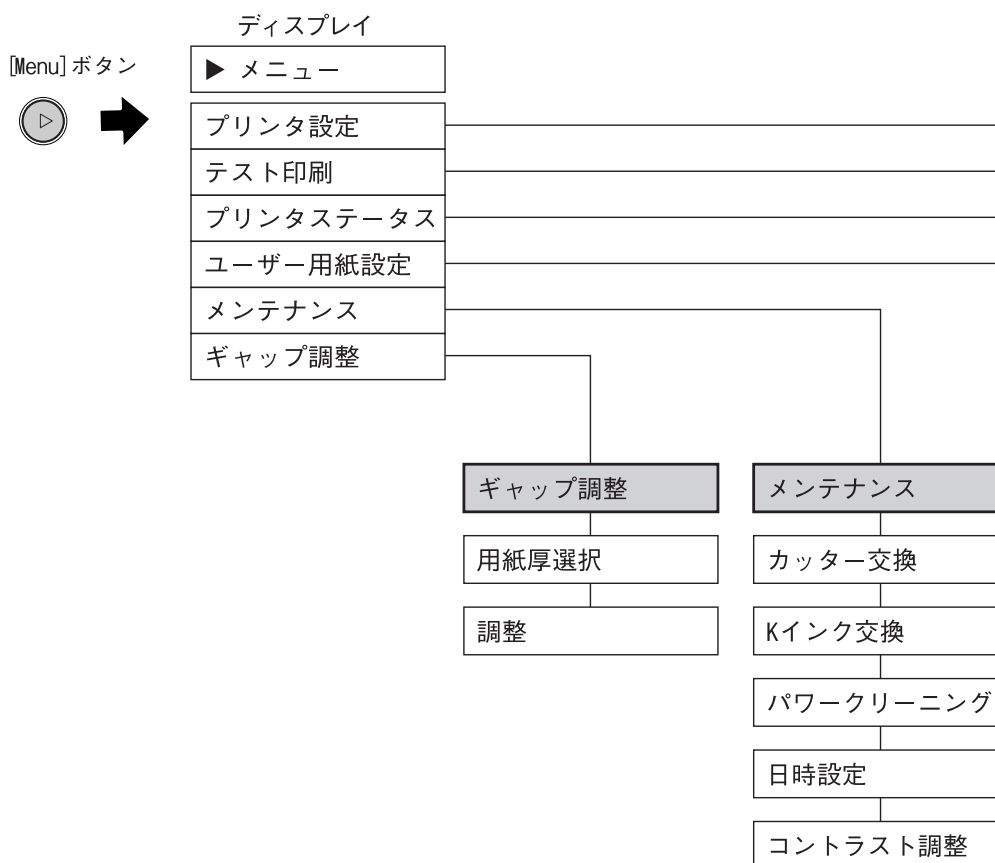 ディスプレイ
[Menu]ボタン
▶ メニュー
プリンタ設定
テスト印刷
プリンタステータス
ユーザー用紙設定
メンテナンス
ギャップ調整
ギャップ調整
用紙厚選択
調整
メンテナンス
カッター交換
Kインク交換
パワークリーニング
日時設定
コントラスト調整